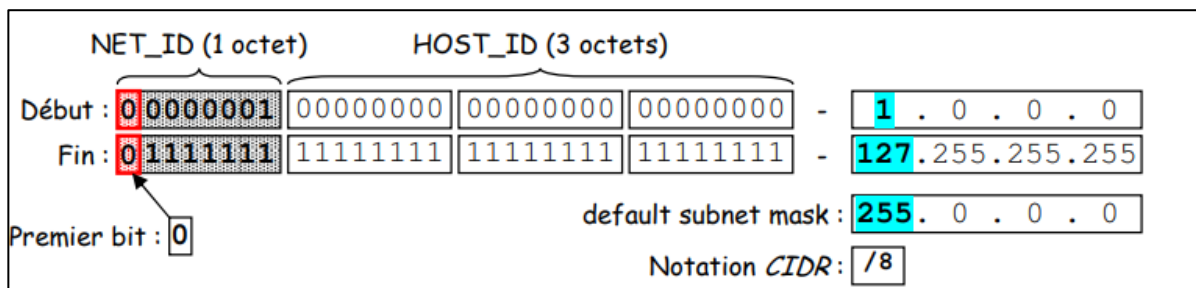 NET_ID (1 octet) HOST_ID (3 octets)
Début : 0 0000001 00000000 00000000 00000000 - 1 . 0 . 0 . 0
Fin : 0 1111111 11111111 11111111 11111111 - 127.255.255.255
default subnet mask : 255. 0 . 0 . 0
Premier bit : 0
Notation CIDR : /8